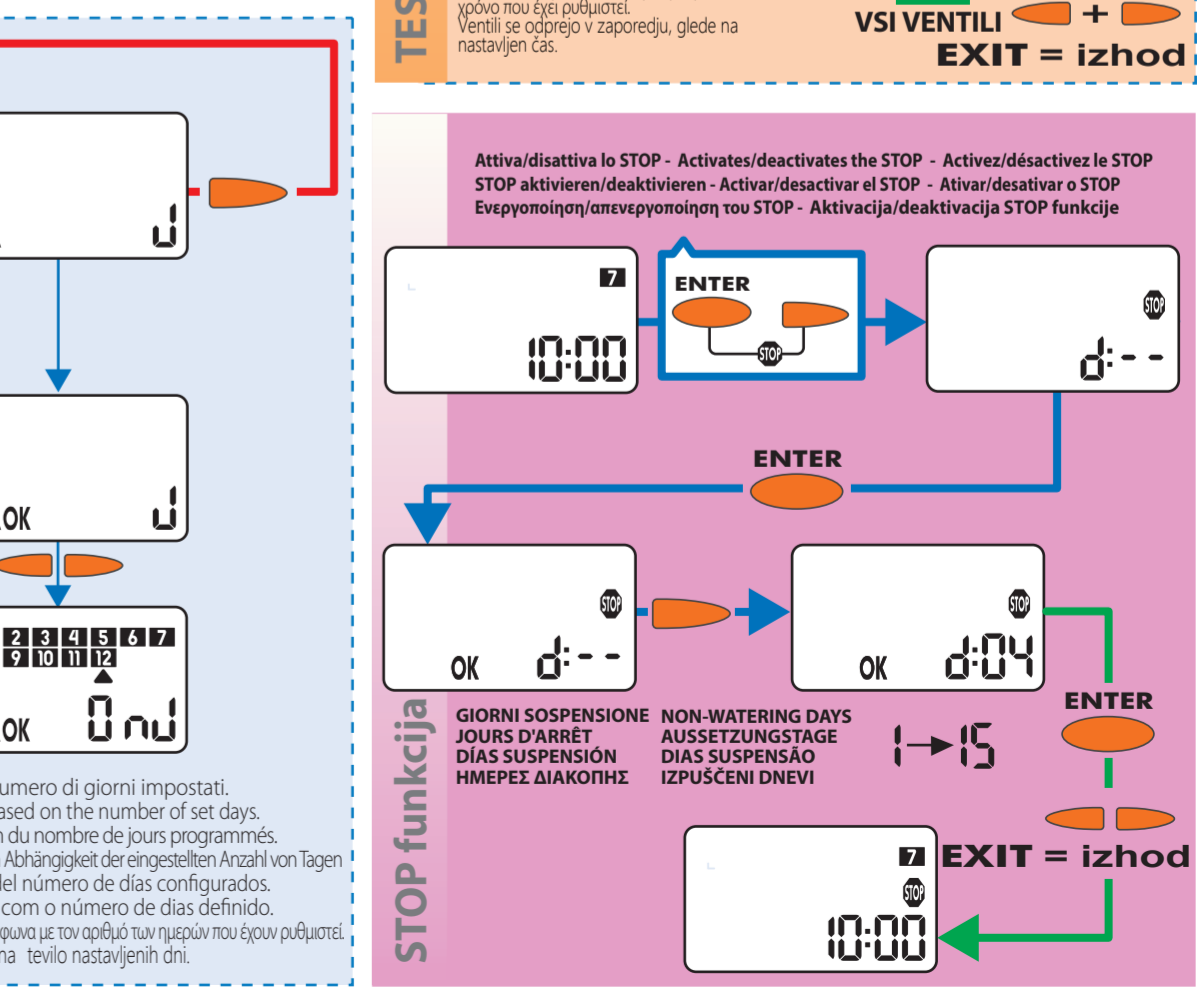 TES
χρόνο που έχει ρυθμιστεί.
Ventili se odprejo v zaporedju, glede na
nastavljen čas.
VSI VENTILI +
EXIT = izhod
Attiva/disattiva lo STOP - Activates/deactivates the STOP - Activez/désactivez le STOP
STOP aktivieren/deaktivieren - Activar/desactivar el STOP - Ativar/desativar o STOP
Ενεργοποίηση/απενεργοποίηση του STOP - Aktivacija/deaktivacija STOP funkcije
7
10:00
ENTER
STOP
STOP
d:--
ENTER
STOP
OK d:--
STOP
OK d:04
GIORNI SOSPENSIONE
JOURS D'ARRÊT
DÍAS SUSPENSIÓN
ΗΜΕΡΕΣ ΔΙΑΚΟΠΗΣ
NON-WATERING DAYS
AUSSETZUNGSTAGE
DIAS SUSPENSÃO
IZPUŠČENI DNEVI
1→15
ENTER
EXIT = izhod
7
STOP
10:00
STOP funkcija
OK
2 3 4 5 6 7
9 10 11 12
OK
numero di giorni impostati.
based on the number of set days.
du nombre de jours programmés.
Abhängigkeit der eingestellten Anzahl von Tagen
del número de días configurados.
com o número de dias definido.
με τον αριθμό των ημερών που έχουν ρυθμιστεί.
na tevilo nastavljenih dni.